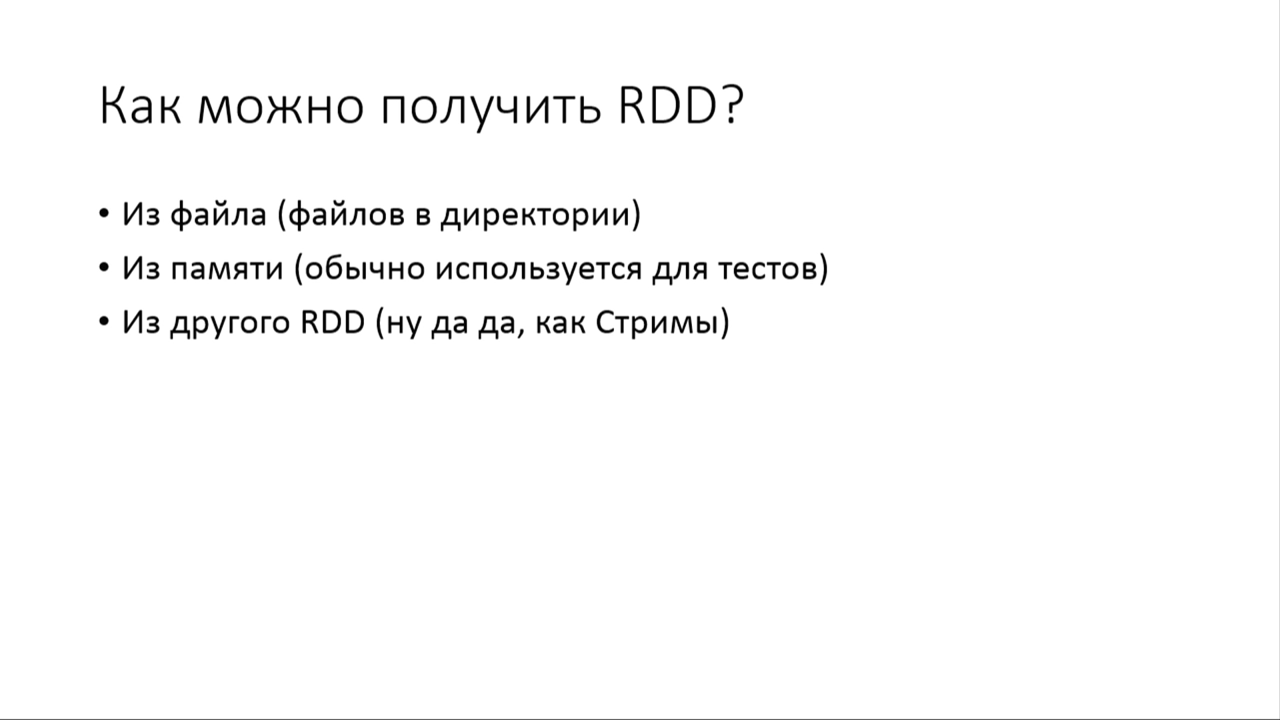 Как можно получить RDD?
• Из файла (файлов в директории)
• Из памяти (обычно используется для тестов)
• Из другого RDD (ну да да, как Стримы)